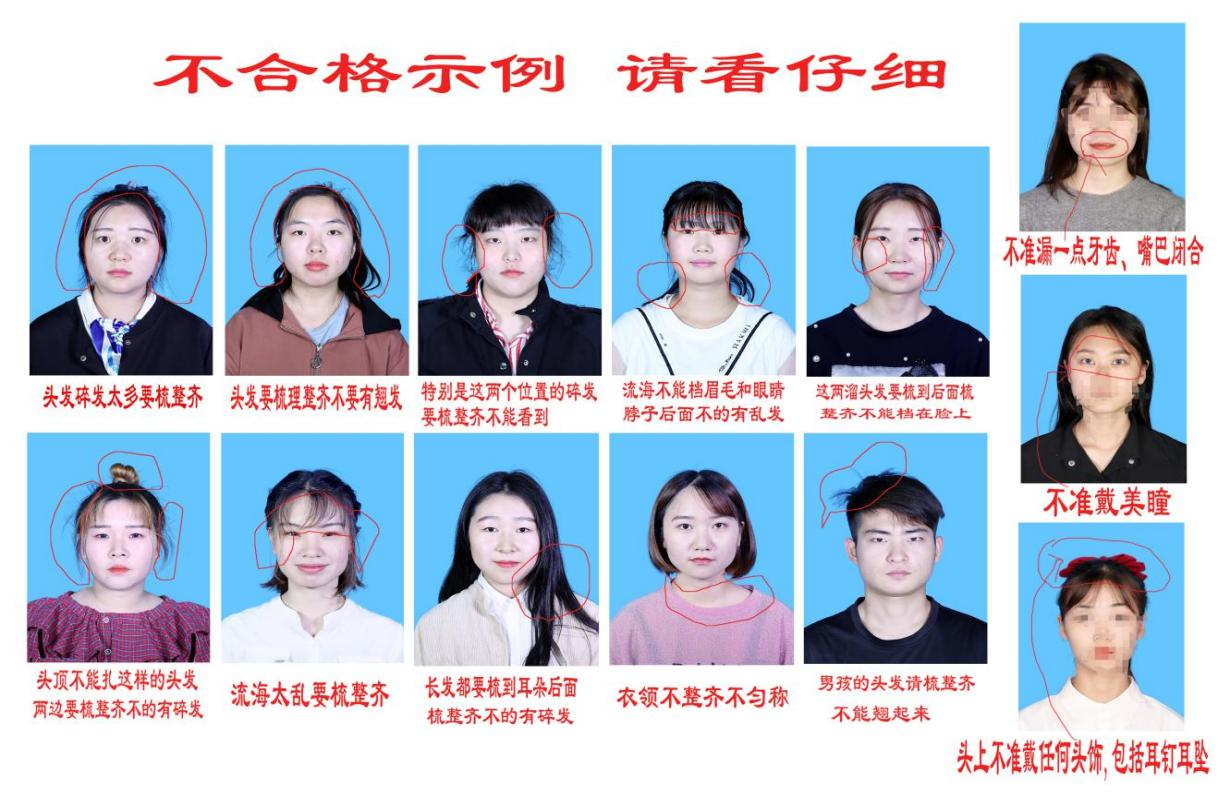 不合格示例 请看仔细
头发碎发太多要梳整齐
头发要梳理整齐不要有翘发
特别是这两个位置的碎发
要梳整齐不能看到
流海不能档眉毛和眼睛
脖子后面不的有乱发
这两溜头发要梳到后面梳
整齐不能档在脸上
头顶不能扎这样的头发
两边要梳整齐不的有碎发
流海太乱要梳整齐
长发都要梳到耳朵后面
梳整齐不的有碎发
衣领不整齐不匀称
男孩的头发请梳整齐
不能翘起来
不准漏一点牙齿、嘴巴闭合
不准戴美瞳
头上不准戴任何头饰,包括耳钉耳坠